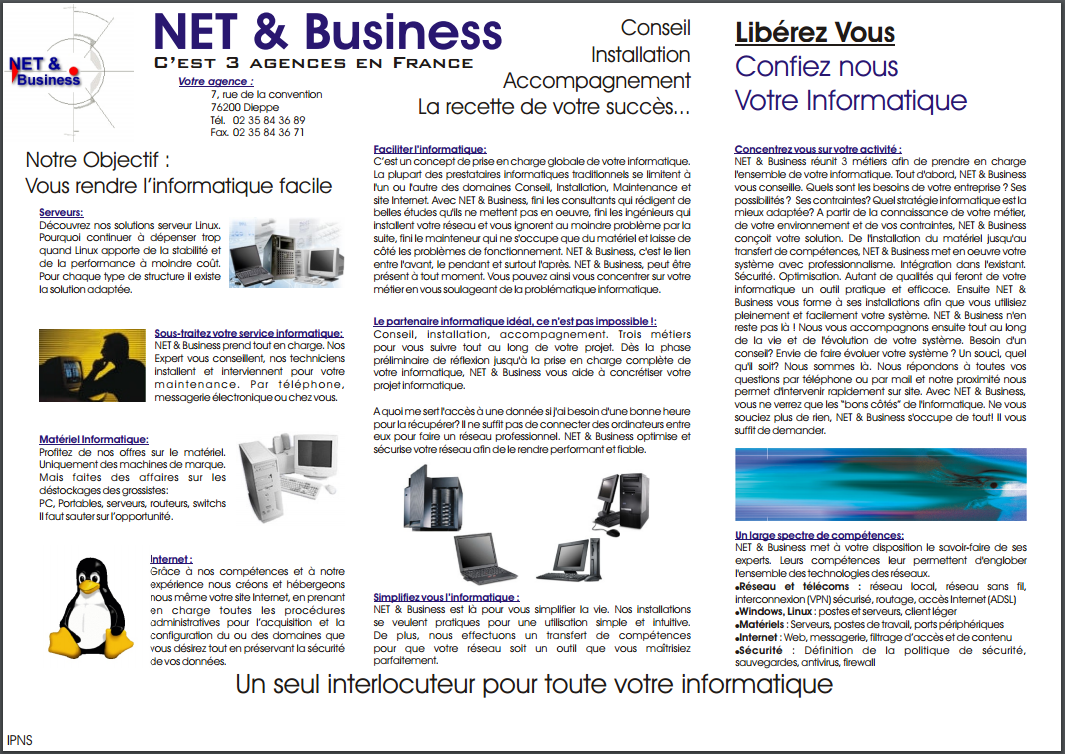 NET &
Business
NET & Business
C'EST 3 AGENCES EN FRANCE
Votre agence :
7, rue de la convention
76200 Dieppe
Tél. 02 35 84 36 89
Fax. 02 35 84 36 71
Conseil
Installation
Accompagnement
La recette de votre succès...
Libérez Vous
Confiez nous
Votre Informatique
Notre Objectif :
Vous rendre l'informatique facile
Serveurs:
Découvrez nos solutions serveur Linux.
Pourquoi continuer à dépenser trop
quand Linux apporte de la stabilité et
de la performance à moindre coût.
Pour chaque type de structure il existe
la solution adaptée.
Sous-traitez votre service informatique:
NET & Business prend tout en charge. Nos
Expert vous conseillent, nos techniciens
installent et interviennent pour votre
maintenance. Par téléphone,
messagerie électronique ou chez vous.
Matériel Informatique:
Profitez de nos offres sur le matériel.
Uniquement des machines de marque.
Mais faites des affaires sur les
déstockages des grossistes:
PC, Portables, serveurs, routeurs, switchs
Il faut sauter sur l'opportunité.
Internet :
Grâce à nos compétences et à notre
expérience nous créons et hébergeons
nous même votre site Internet, en prenant
en charge toutes les procédures
administratives pour l'acquisition et la
configuration du ou des domaines que
vous désirez tout en préservant la sécurité
de vos données.
Faciliter l'informatique:
C'est un concept de prise en charge globale de votre informatique.
La plupart des prestataires informatiques traditionnels se limitent à
l'un ou l'autre des domaines Conseil, Installation, Maintenance et
site Internet. Avec NET & Business, fini les consultants qui rédigent de
belles études qu'ils ne mettent pas en oeuvre, fini les ingénieurs qui
installent votre réseau et vous ignorent au moindre problème par la
suite, fini le mainteneur qui ne s'occupe que du matériel et laisse de
côté les problèmes de fonctionnement. NET & Business, c'est le lien
entre l'avant, le pendant et surtout l'après. NET & Business, peut être
présent à tout moment. Vous pouvez ainsi vous concentrer sur votre
métier en vous soulageant de la problématique informatique.
Le partenaire informatique idéal, ce n'est pas impossible !:
Conseil, installation, accompagnement. Trois métiers
pour vous suivre tout au long de votre projet. Dès la phase
préliminaire de réflexion jusqu'à la prise en charge complète de
votre informatique, NET & Business vous aide à concrétiser votre
projet informatique.
A quoi me sert l'accès à une donnée si j'ai besoin d'une bonne heure
pour la récupérer? Il ne suffit pas de connecter des ordinateurs entre
eux pour faire un réseau professionnel. NET & Business optimise et
sécurise votre réseau afin de le rendre performant et fiable.
Simplifiez vous l'informatique :
NET & Business est là pour vous simplifier la vie. Nos installations
se veulent pratiques pour une utilisation simple et intuitive.
De plus, nous effectuons un transfert de compétences
pour que votre réseau soit un outil que vous maîtrisiez
parfaitement.
Concentrez vous sur votre activité :
NET & Business réunit 3 métiers afin de prendre en charge
l'ensemble de votre informatique. Tout d'abord, NET & Business
vous conseille. Quels sont les besoins de votre entreprise ? Ses
possibilités ? Ses contraintes? Quel stratégie informatique est la
mieux adaptée? A partir de la connaissance de votre métier,
de votre environnement et de vos contraintes, NET & Business
conçoit votre solution. De l'installation du matériel jusqu'au
transfert de compétences, NET & Business met en oeuvre votre
système avec professionnalisme. Intégration dans l'existant.
Sécurité. Optimisation. Autant de qualités qui feront de votre
informatique un outil pratique et efficace. Ensuite NET &
Business vous forme à ses installations afin que vous utilisiez
pleinement et facilement votre système. NET & Business n'en
reste pas là ! Nous vous accompagnons ensuite tout au long
de la vie et de l'évolution de votre système. Besoin d'un
conseil? Envie de faire évoluer votre système ? Un souci, quel
qu'il soit? Nous sommes là. Nous répondons à toutes vos
questions par téléphone ou par mail et notre proximité nous
permet d'intervenir rapidement sur site. Avec NET & Business,
vous ne verrez que les "bons côtés" de l'informatique. Ne vous
souciez plus de rien, NET & Business s'occupe de tout! Il vous
suffit de demander.
Un large spectre de compétences:
NET & Business met à votre disposition le savoir-faire de ses
experts. Leurs compétences leur permettent d'englober
l'ensemble des technologies des réseaux.
•Réseau et télécoms : réseau local, réseau sans fil,
interconnexion (VPN) sécurisé, routage, accès Internet (ADSL)
•Windows, Linux : postes et serveurs, client léger
•Matériels : Serveurs, postes de travail, ports périphériques
•Internet : Web, messagerie, filtrage d'accès et de contenu
•Sécurité : Définition de la politique de sécurité,
sauvegardes, antivirus, firewall
Un seul interlocuteur pour toute votre informatique
IPNS